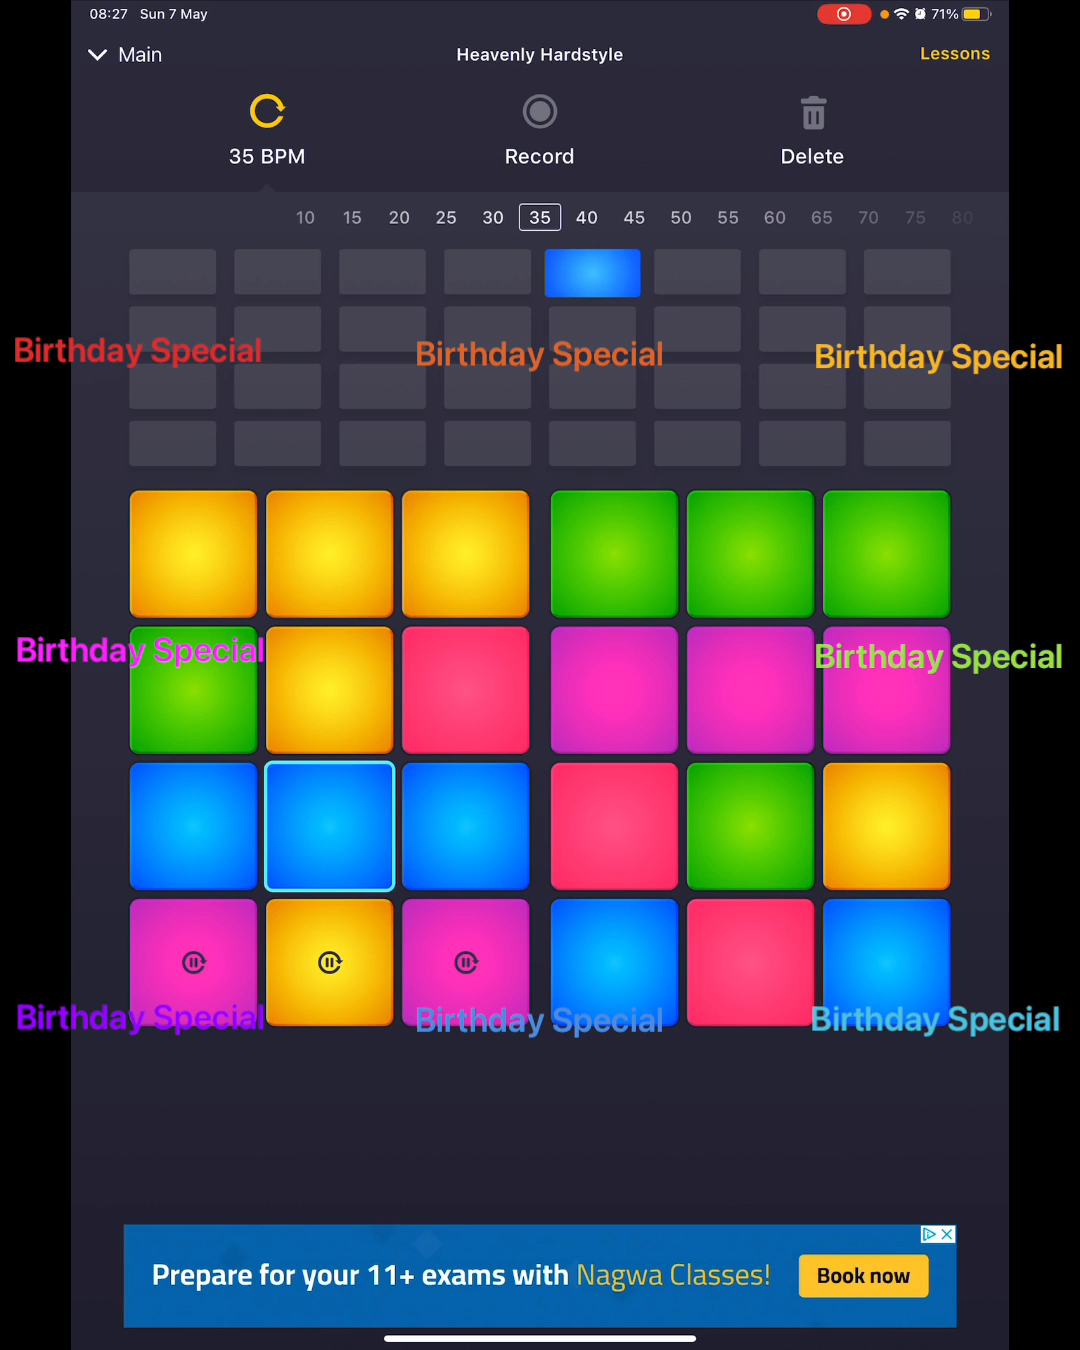 08:27 Sun 7 May 71%
Main Heavenly Hardstyle Lessons
35 BPM Record Delete
10 15 20 25 30 35 40 45 50 55 60 65 70 75 80
Birthday Special Birthday Special Birthday Special
Birthday Special Birthday Special
Birthday Special Birthday Special Birthday Special
Prepare for your 11+ exams with Nagwa Classes! Book now